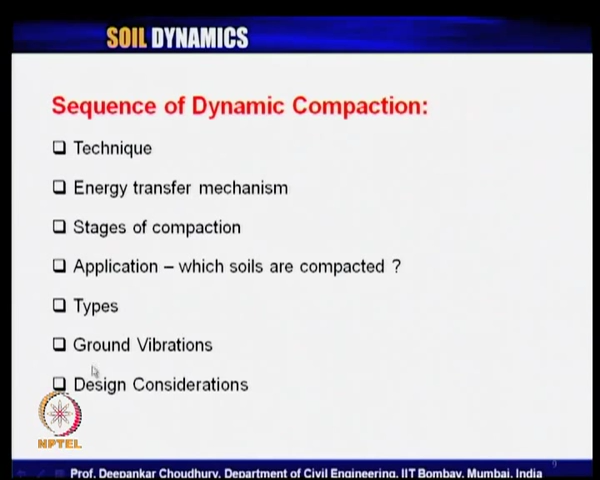 SOIL DYNAMICS
Sequence of Dynamic Compaction:
Technique
Energy transfer mechanism
Stages of compaction
Application – which soils are compacted ?
Types
Ground Vibrations
Design Considerations
NPTEL
9
Prof. Deepankar Choudhury, Department of Civil Engineering, IIT Bombay, Mumbai, India